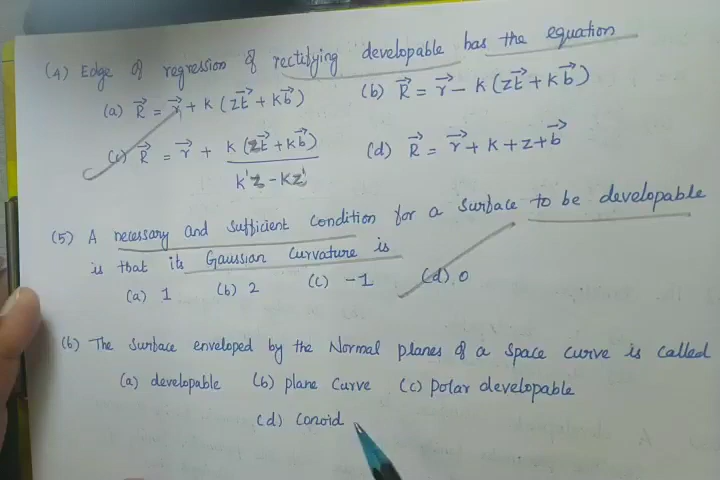 (4) Edge of regression of rectifying developable has the equation
(a) R⃗ = r⃗ + K (zt⃗ + Kb⃗) (b) R⃗ = r⃗ − K (zt⃗ + Kb⃗)
(c) R⃗ = r⃗ + K (zt⃗ + Kb⃗) / K'z − Kz' (d) R⃗ = r⃗ + K + z + b⃗
(5) A necessary and sufficient condition for a surface to be developable
is that its Gaussian Curvature is
(a) 1 (b) 2 (c) -1 (d) 0
(6) The surface enveloped by the Normal planes of a space curve is called
(a) developable (b) plane curve (c) polar developable
(d) Conoid